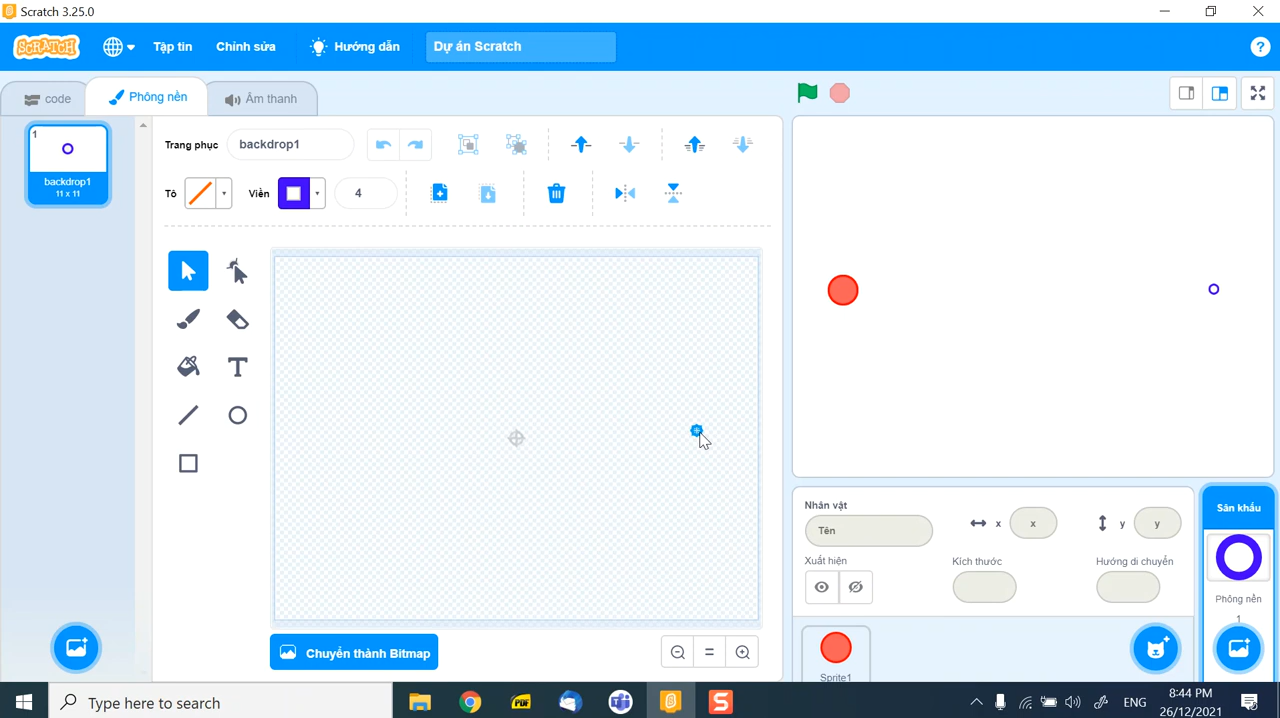 Scratch 3.25.0
SCRATCH
Tập tin
Chỉnh sửa
Hướng dẫn
Dự án Scratch
?
code
Phông nền
Âm thanh
1
backdrop1
11 x 11
Trang phục
backdrop1
Tô
Viền
4
Chuyển thành Bitmap
Nhân vật
Tên
x
x
y
y
Xuất hiện
Kích thước
Hướng di chuyển
Sprite1
Sân khấu
Phông nền
1
Type here to search
PDF
S
ENG
8:44 PM
26/12/2021